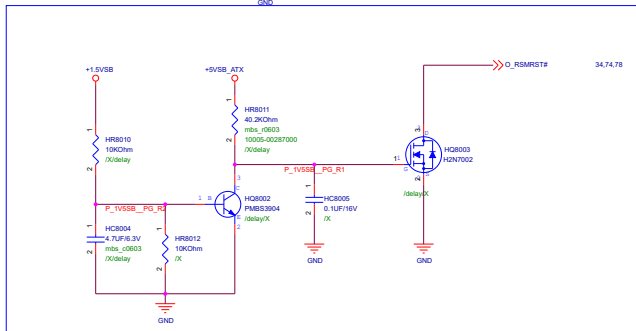 GND
O_RSMRST#
34,74,78
+1.5VSB
+5VSB_ATX
1
1
HR8011
40.2KOhm
mbs_r0603
10005-00287000
/X/delay
2
HR8010
10KOhm
/X/delay
2
3
D
HQ8003
H2N7002
1
G
S
2
/delay/X
P_1V5SB__PG_R1
3
C
1
B
HQ8002
PMBS3904
/delay/X
E
2
1
HC8005
0.1UF/16V
/X
2
P_1V5SB__PG_R2
1
HC8004
4.7UF/6.3V
mbs_c0603
/X/delay
2
1
HR8012
10KOhm
/X
2
GND
GND
GND